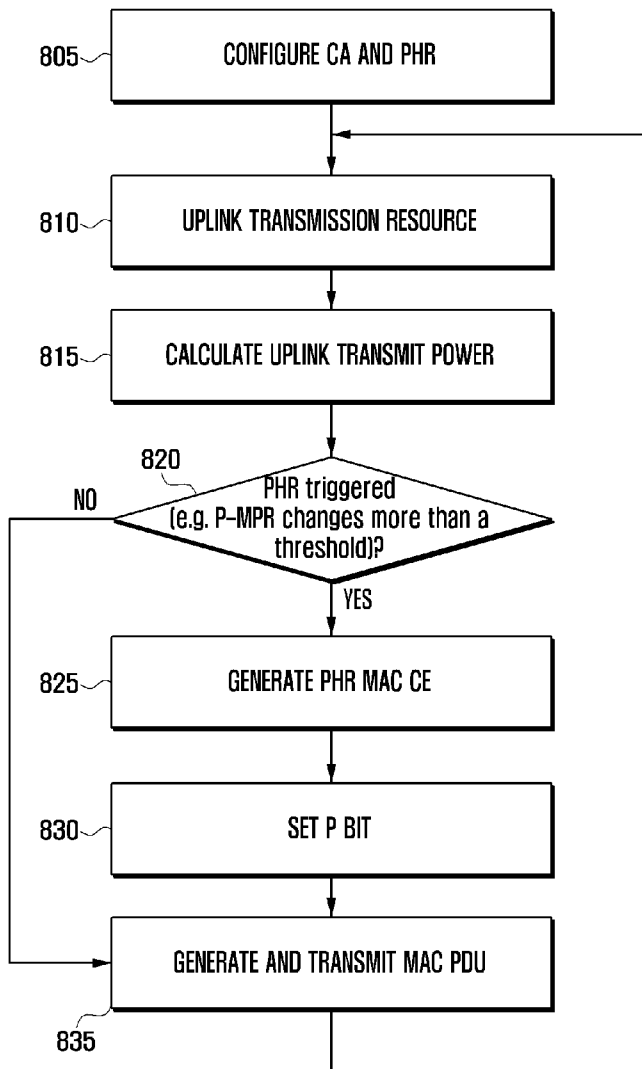 805
CONFIGURE CA AND PHR
810
UPLINK TRANSMISSION RESOURCE
815
CALCULATE UPLINK TRANSMIT POWER
820
NO
PHR triggered
(e.g. P-MPR changes more than a
threshold)?
YES
825
GENERATE PHR MAC CE
830
SET P BIT
GENERATE AND TRANSMIT MAC PDU
835